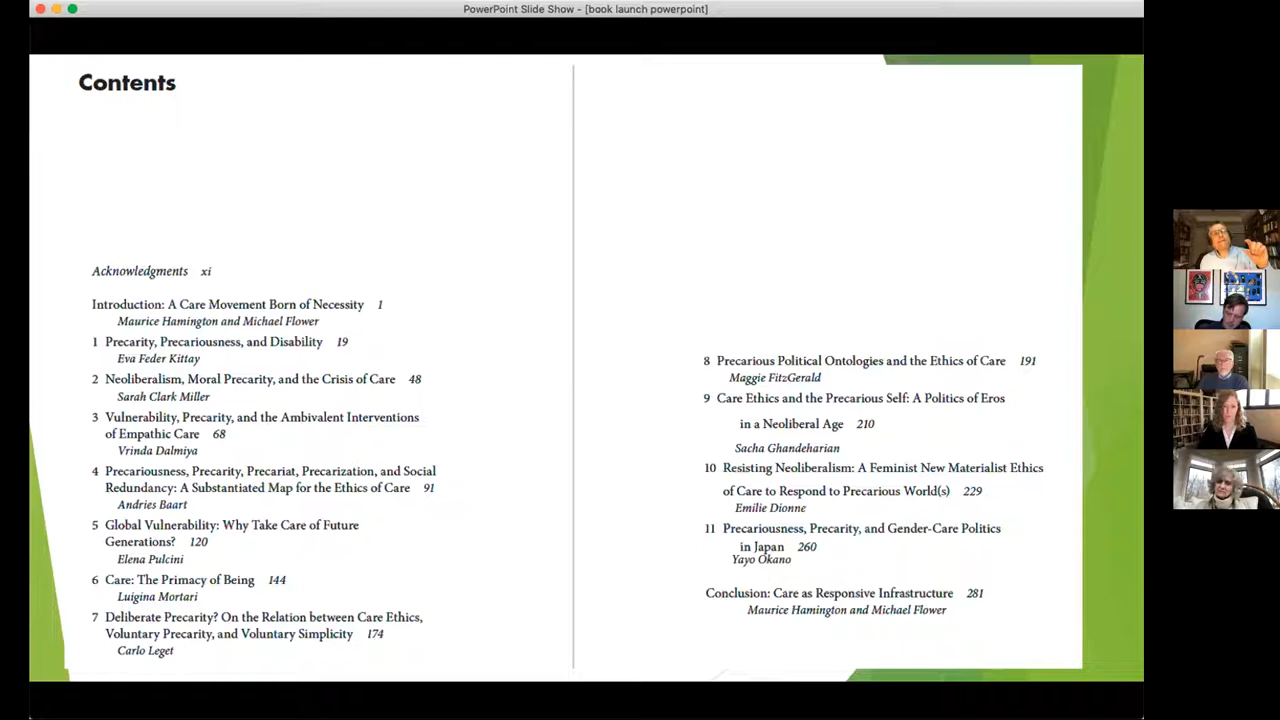 PowerPoint Slide Show - [book launch powerpoint]
Contents
Acknowledgments xi
Introduction: A Care Movement Born of Necessity 1
Maurice Hamington and Michael Flower
1 Precarity, Precariousness, and Disability 19
Eva Feder Kittay
2 Neoliberalism, Moral Precarity, and the Crisis of Care 48
Sarah Clark Miller
3 Vulnerability, Precarity, and the Ambivalent Interventions
of Empathic Care 68
Vrinda Dalmiya
4 Precariousness, Precarity, Precariat, Precarization, and Social
Redundancy: A Substantiated Map for the Ethics of Care 91
Andries Baart
5 Global Vulnerability: Why Take Care of Future
Generations? 120
Elena Pulcini
6 Care: The Primacy of Being 144
Luigina Mortari
7 Deliberate Precarity? On the Relation between Care Ethics,
Voluntary Precarity, and Voluntary Simplicity 174
Carlo Leget
8 Precarious Political Ontologies and the Ethics of Care 191
Maggie FitzGerald
9 Care Ethics and the Precarious Self: A Politics of Eros
in a Neoliberal Age 210
Sacha Ghandeharian
10 Resisting Neoliberalism: A Feminist New Materialist Ethics
of Care to Respond to Precarious World(s) 229
Emilie Dionne
11 Precariousness, Precarity, and Gender-Care Politics
in Japan 260
Yayo Okano
Conclusion: Care as Responsive Infrastructure 281
Maurice Hamington and Michael Flower